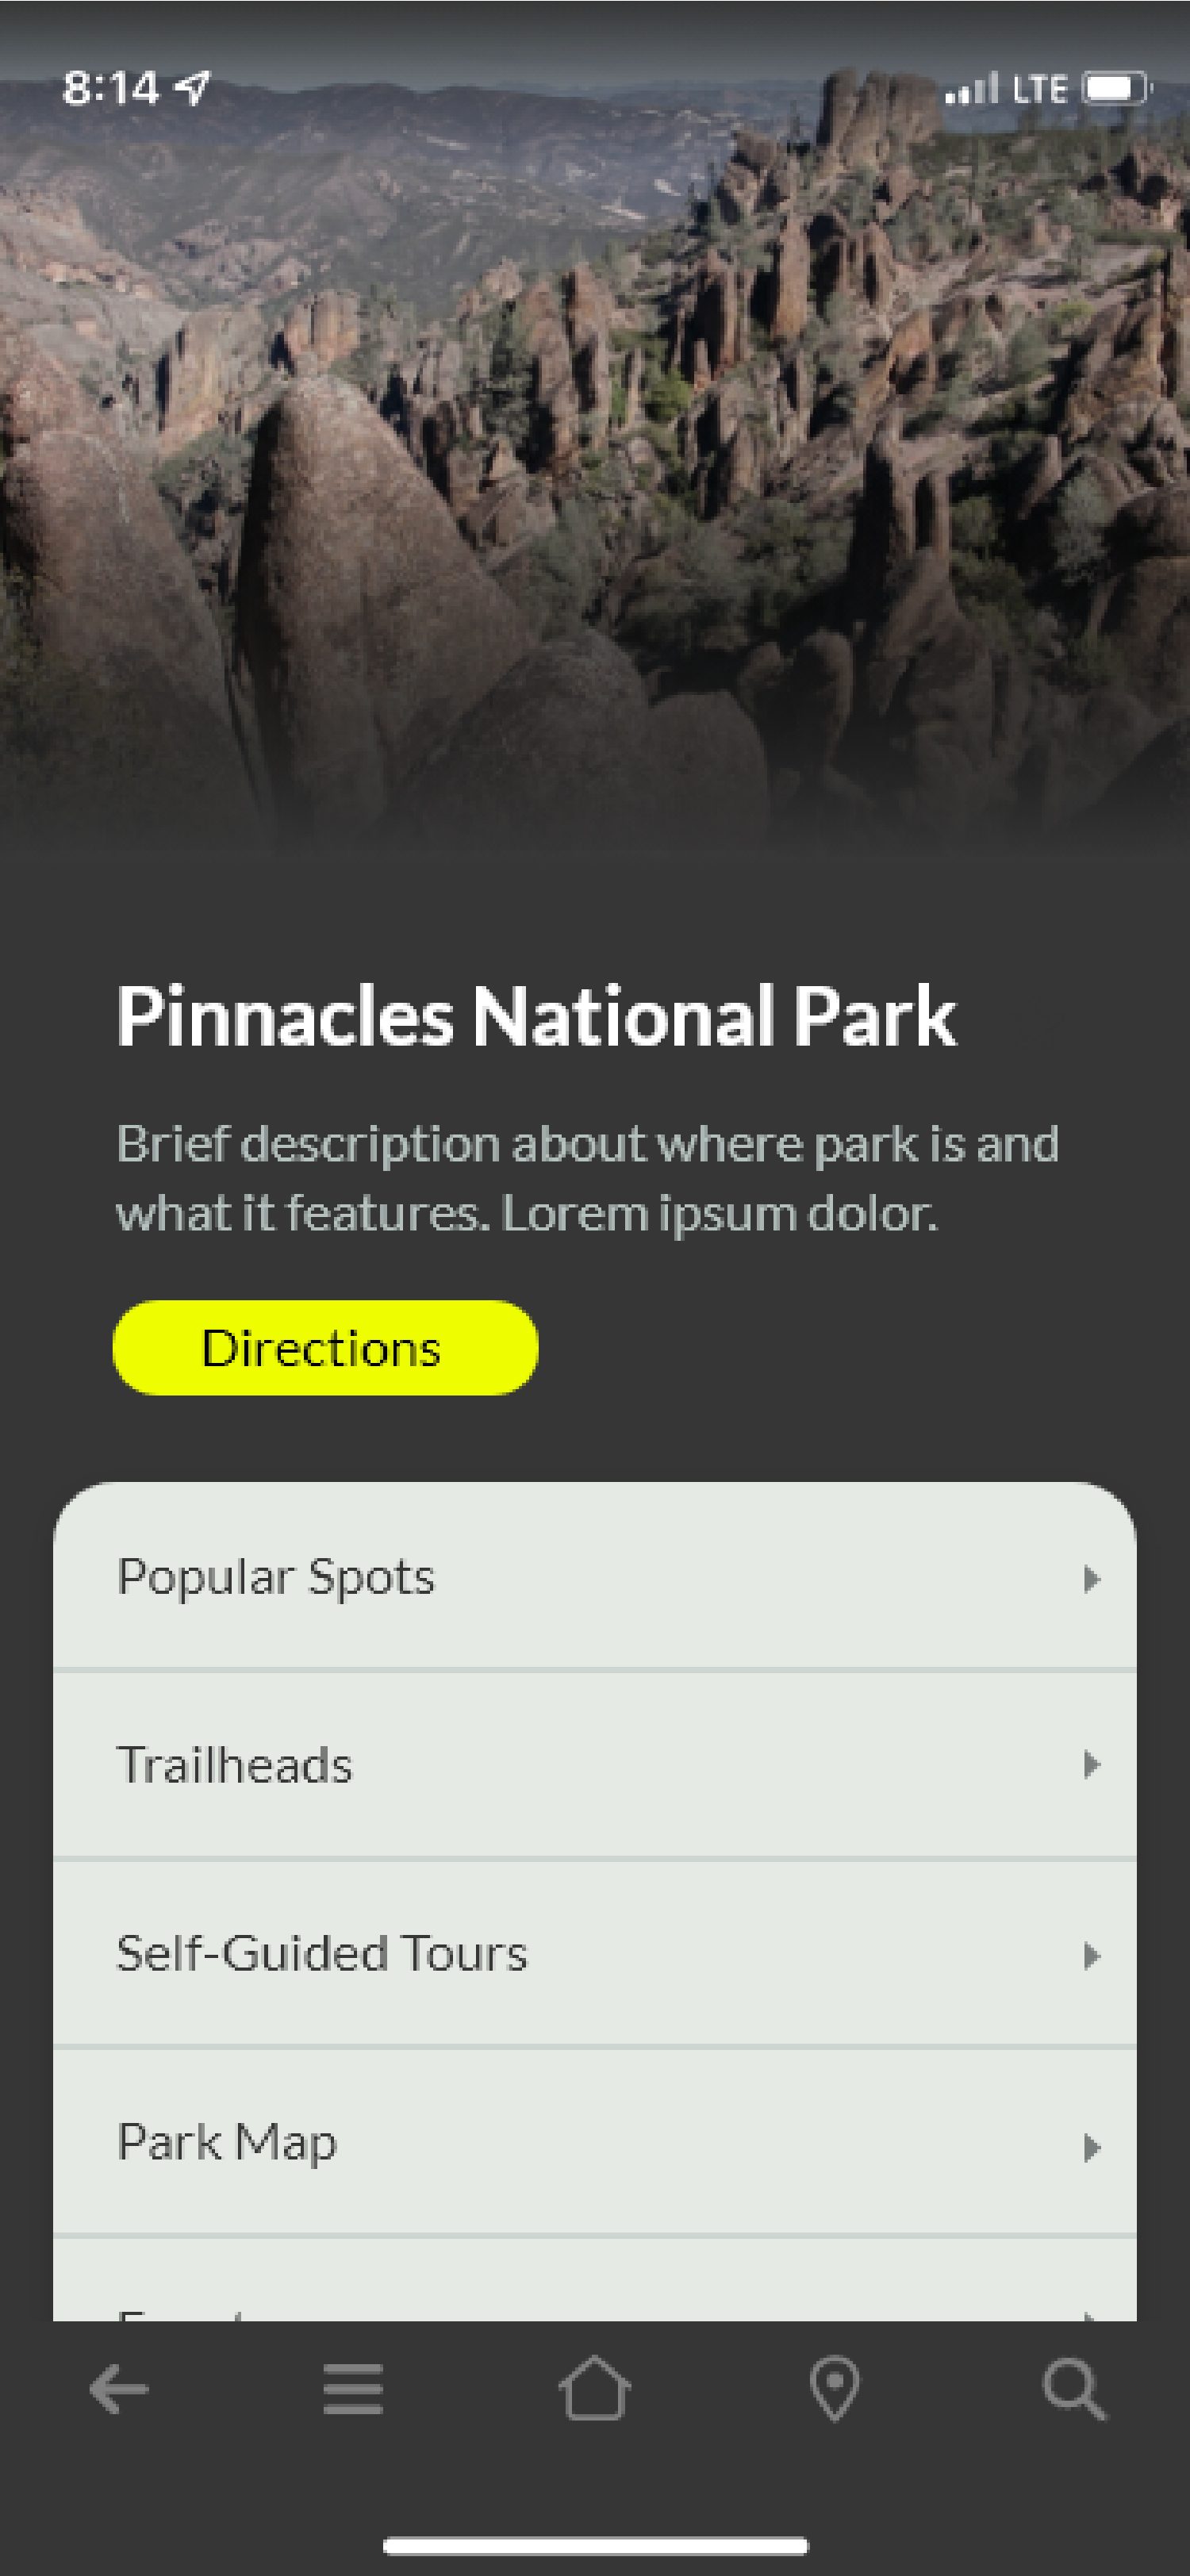 8:14 LTE
Pinnacles National Park
Brief description about where park is and
what it features. Lorem ipsum dolor.
Directions
Popular Spots
Trailheads
Self-Guided Tours
Park Map